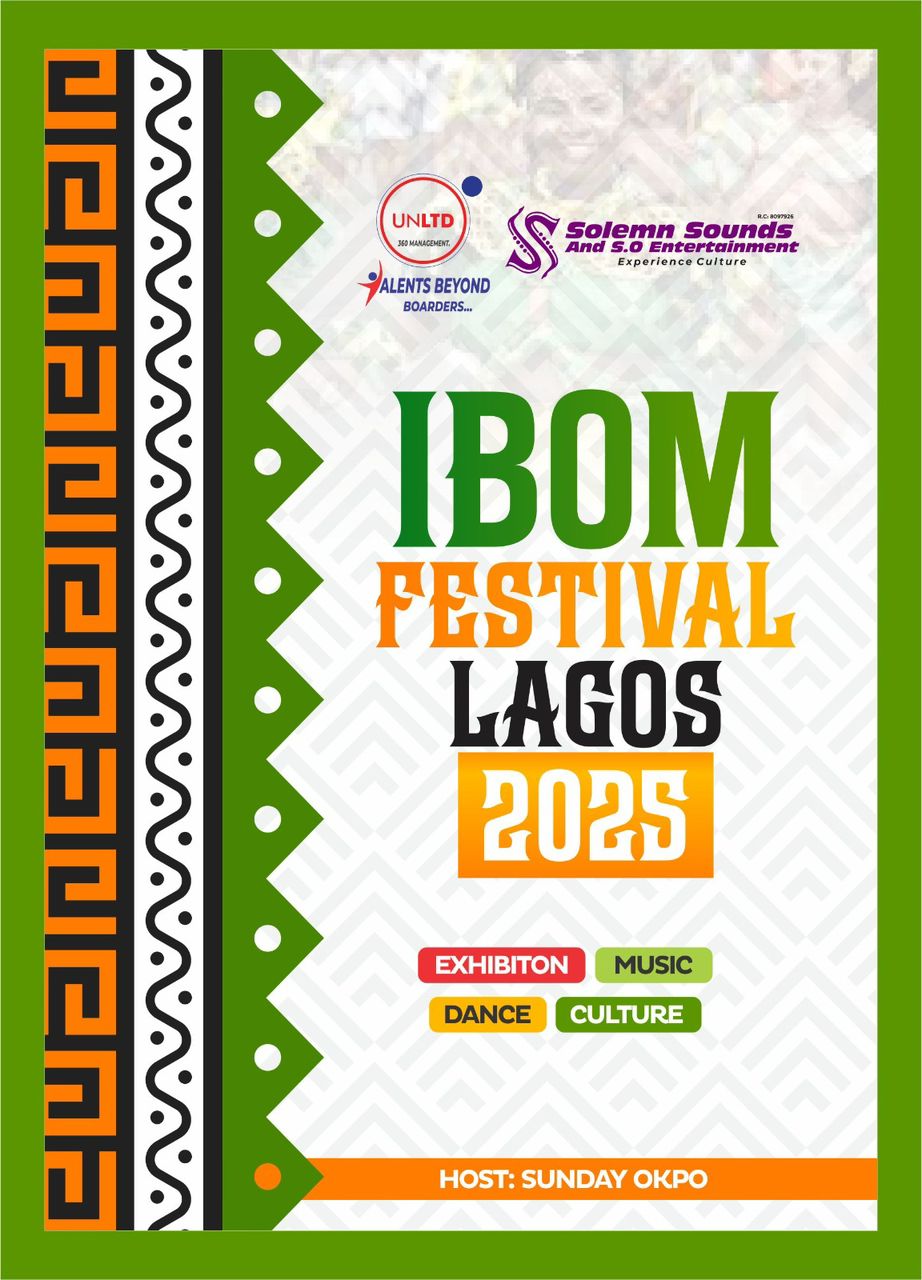 UNLTD
360 MANAGEMENT.
TALENTS BEYOND
BOARDERS...
R.C: 8097926
Solemn Sounds
And S.O Entertainment
Experience Culture
IBOM
FESTIVAL
LAGOS
2025
EXHIBITON MUSIC
DANCE CULTURE
HOST: SUNDAY OKPO